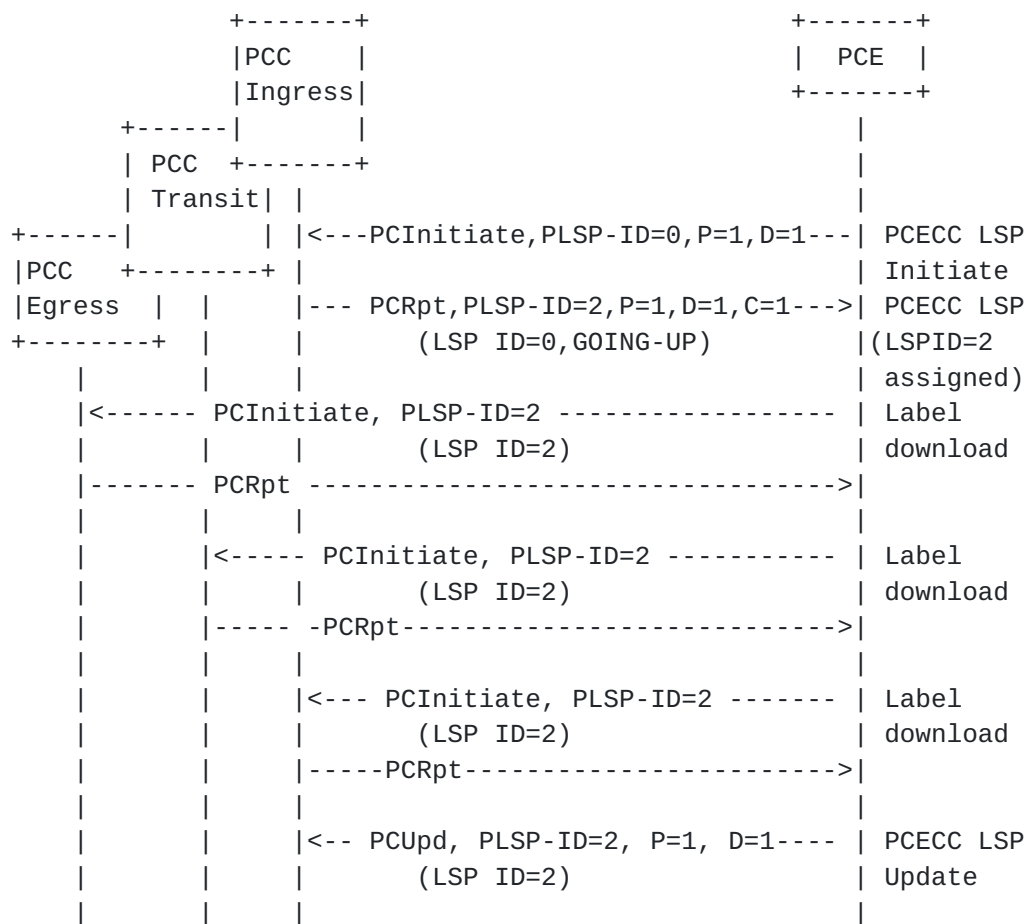 PCC PCE
Ingress
PCC
Transit
<---PCInitiate,PLSP-ID=0,P=1,D=1--- PCECC LSP
PCC Initiate
Egress --- PCRpt,PLSP-ID=2,P=1,D=1,C=1---> PCECC LSP
(LSP ID=0,GOING-UP) (LSPID=2
assigned)
<------ PCInitiate, PLSP-ID=2 ------------------ Label
(LSP ID=2) download
------- PCRpt ---------------------------------->
<----- PCInitiate, PLSP-ID=2 ----------- Label
(LSP ID=2) download
----- -PCRpt---------------------------->
<--- PCInitiate, PLSP-ID=2 ------- Label
(LSP ID=2) download
-----PCRpt------------------------>
<-- PCUpd, PLSP-ID=2, P=1, D=1---- PCECC LSP
(LSP ID=2) Update